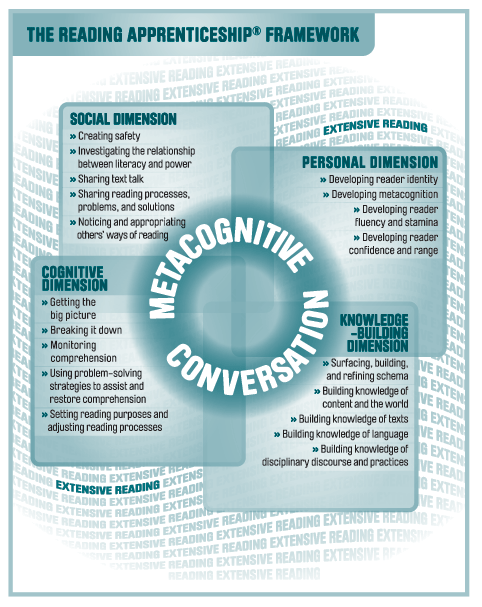 THE READING APPRENTICESHIP® FRAMEWORK
EXTENSIVE READING
SOCIAL DIMENSION
» Creating safety
» Investigating the relationship
between literacy and power
» Sharing text talk
» Sharing reading processes,
problems, and solutions
» Noticing and appropriating
others' ways of reading
PERSONAL DIMENSION
» Developing reader identity
» Developing metacognition
» Developing reader
fluency and stamina
» Developing reader
confidence and range
METACOGNITIVE
CONVERSATION
COGNITIVE
DIMENSION
» Getting the
big picture
» Breaking it down
» Monitoring
comprehension
» Using problem-solving
strategies to assist and
restore comprehension
» Setting reading purposes and
adjusting reading processes
KNOWLEDGE
-BUILDING
DIMENSION
» Surfacing, building,
and refining schema
» Building knowledge of
content and the world
» Building knowledge of texts
» Building knowledge of language
» Building knowledge of
disciplinary discourse and practices
EXTENSIVE READING